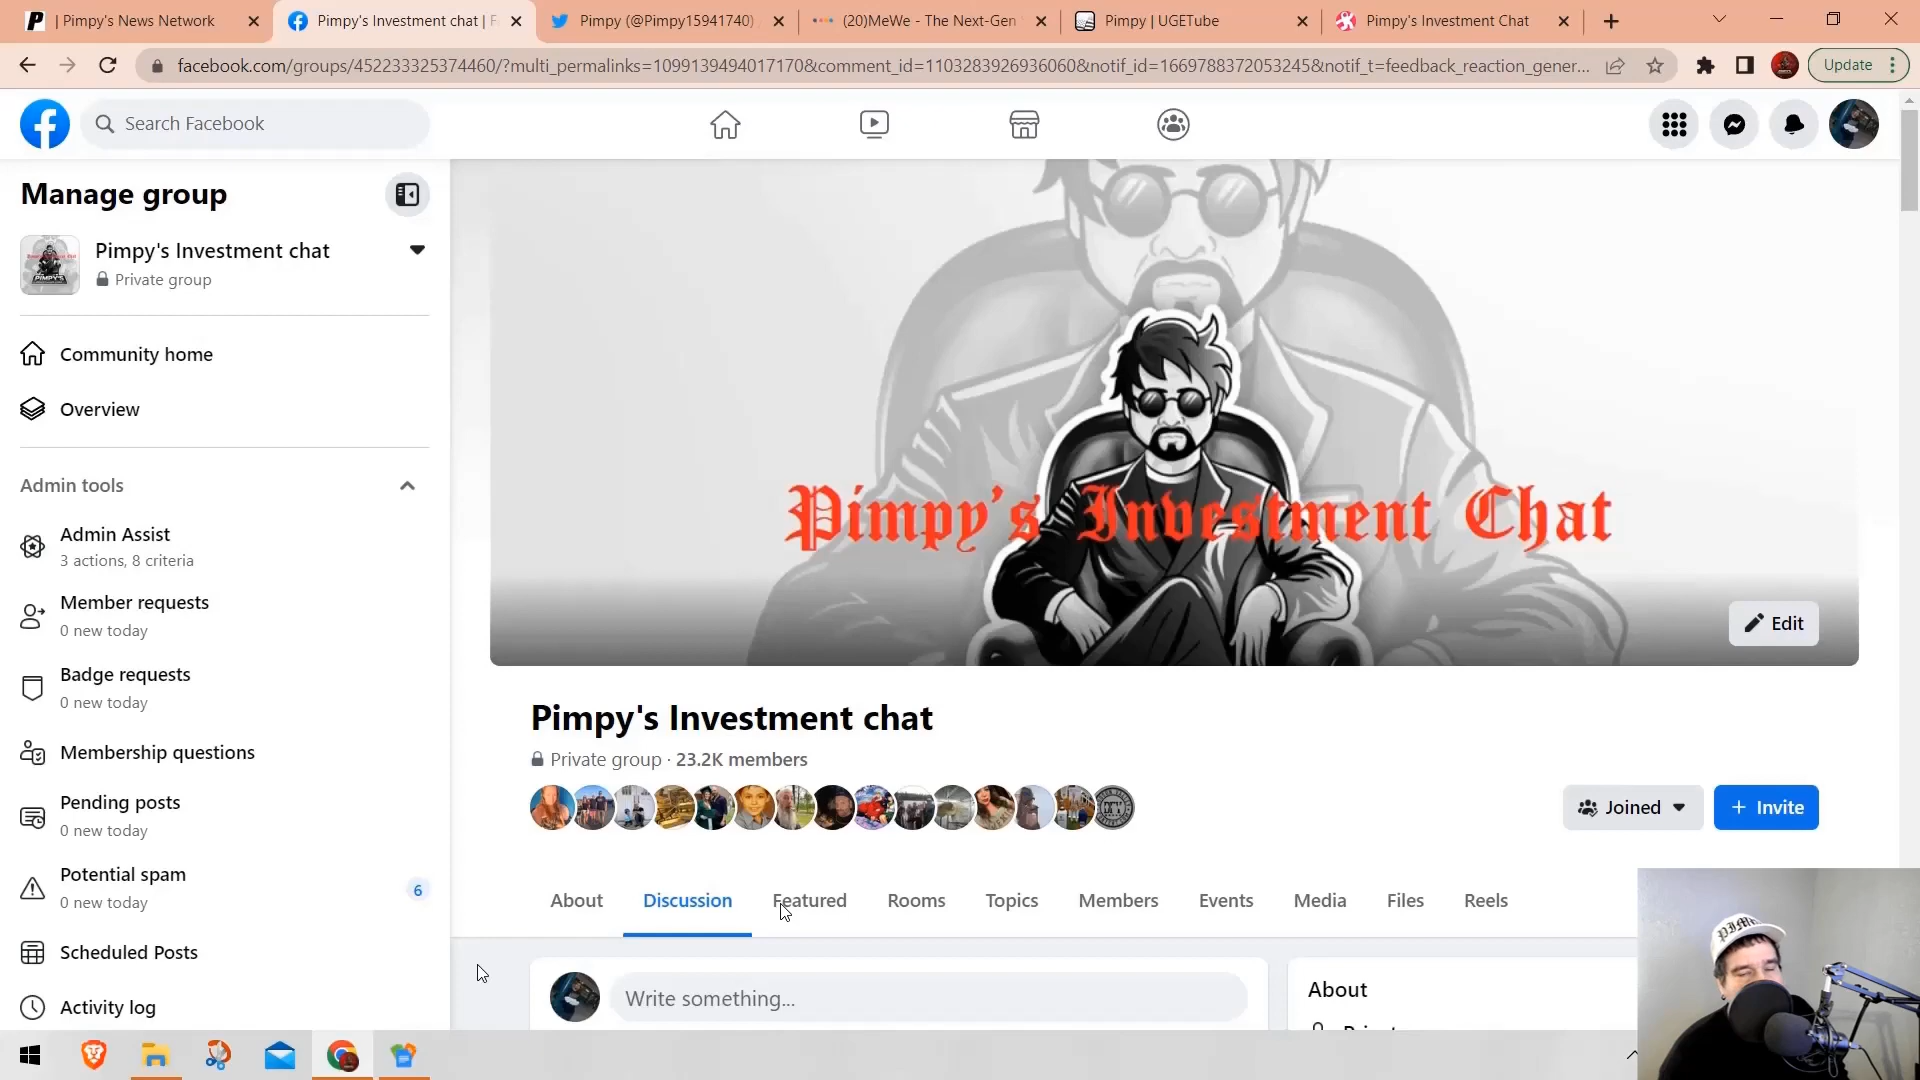 | Pimpy's News Network
Pimpy's Investment chat | F
Pimpy (@Pimpy15941740)
(20)MeWe - The Next-Gen
Pimpy | UGETube
Pimpy's Investment Chat
facebook.com/groups/452233325374460/?multi_permalinks=1099139494017170&comment_id=1103283926936060&notif_id=1669788372053245&notif_t=feedback_reaction_gener...
Update
Search Facebook
Manage group
Pimpy's Investment chat
Private group
Community home
Overview
Admin tools
Admin Assist
3 actions, 8 criteria
Member requests
0 new today
Badge requests
0 new today
Membership questions
Pending posts
0 new today
Potential spam
0 new today
6
Scheduled Posts
Activity log
Pimpy's Investment Chat
Edit
Pimpy's Investment chat
Private group · 23.2K members
Joined
+ Invite
About
Discussion
Featured
Rooms
Topics
Members
Events
Media
Files
Reels
Write something...
About